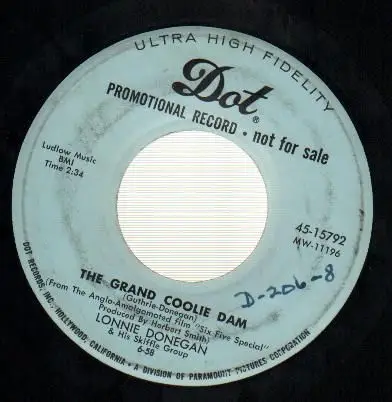 ULTRA HIGH FIDELITY
Dot®
PROMOTIONAL RECORD • not for sale
Ludlow Music
BMI
Time 2:34
45-15792
MW-11196
THE GRAND COOLIE DAM
(Guthrie-Donegan)
(From The Anglo-Amalgamated Film "Six Five Special"
Produced by Herbert Smith)
LONNIE DONEGAN
& His Skiffle Group
6-58
D-206-8
DOT RECORDS, INC., HOLLYWOOD, CALIFORNIA • A DIVISION OF PARAMOUNT PICTURES CORPORATION